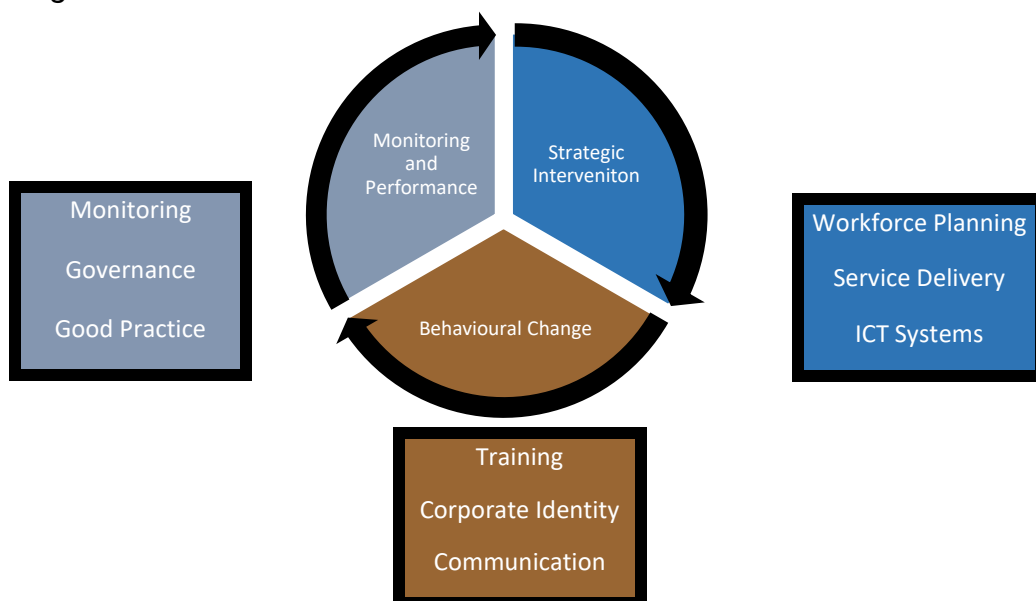 Monitoring
and
Performance
Strategic
Interveniton
Behavioural Change
Monitoring
Governance
Good Practice
Workforce Planning
Service Delivery
ICT Systems
Training
Corporate Identity
Communication